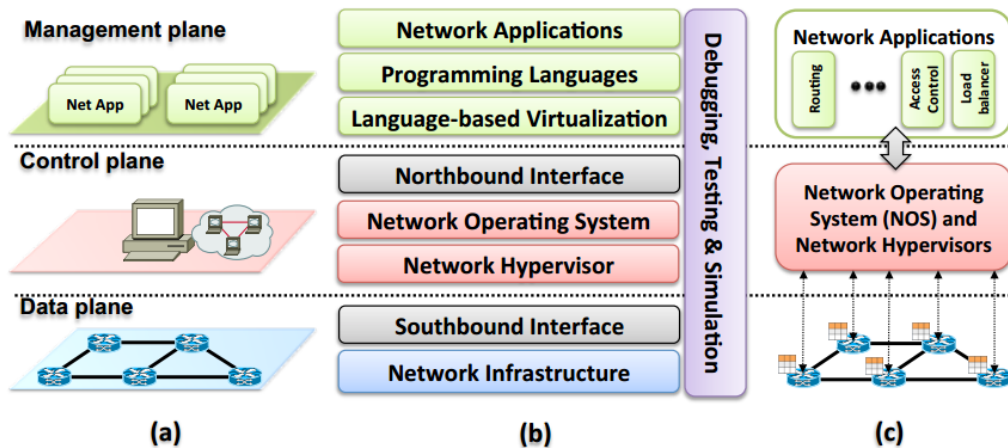 Management plane
Net App
Net App
Control plane
Data plane
(a)
Network Applications
Programming Languages
Language-based Virtualization
Northbound Interface
Network Operating System
Network Hypervisor
Southbound Interface
Network Infrastructure
Debugging, Testing & Simulation
(b)
Network Applications
Routing
Access
Control
Load
balancer
Network Operating
System (NOS) and
Network Hypervisors
(c)